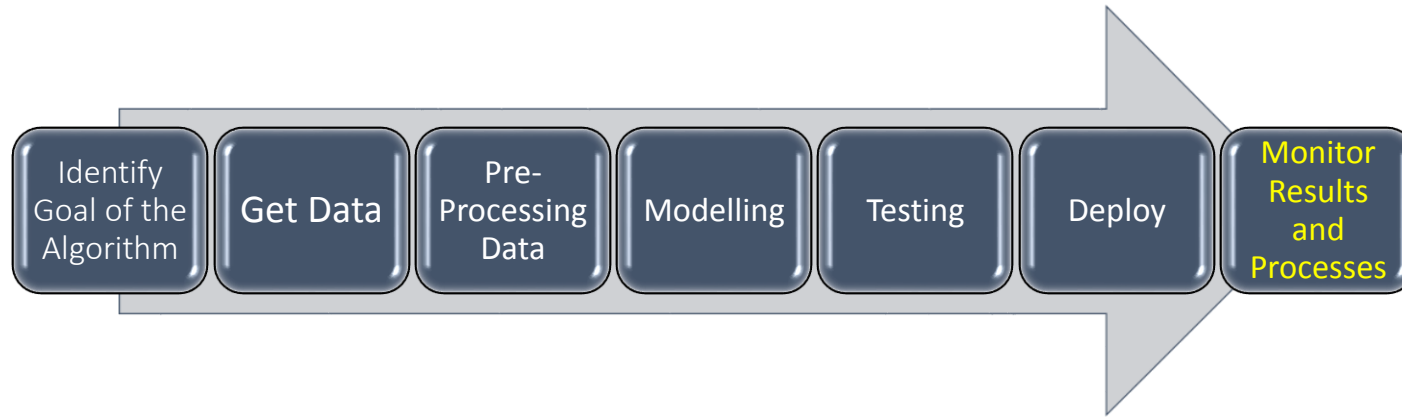 Identify
Goal of the
Algorithm
Get Data
Pre-
Processing
Data
Modelling
Testing
Deploy
Monitor
Results
and
Processes